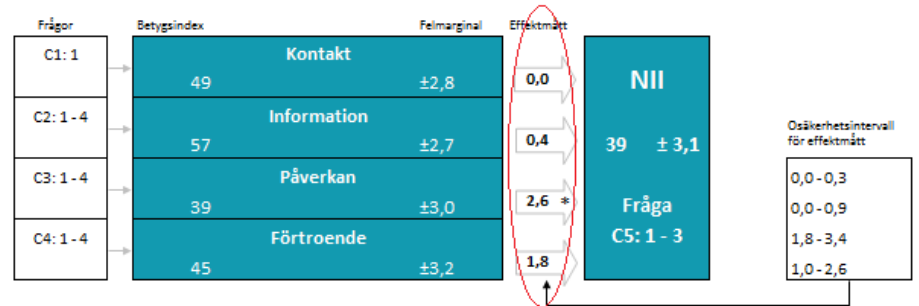 Frågor Betygsindex Felmarginal Effektmått
C1: 1 Kontakt
49 ±2,8 0,0 NII
C2: 1 - 4 Information
57 ±2,7 0,4 39 ± 3,1
Osäkerhetsintervall
för effektmått
C3: 1 - 4 Påverkan
39 ±3,0 2,6 * Fråga
C4: 1 - 4 Förtroende C5: 1 - 3
45 ±3,2 1,8
0,0 - 0,3
0,0 - 0,9
1,8 - 3,4
1,0 - 2,6